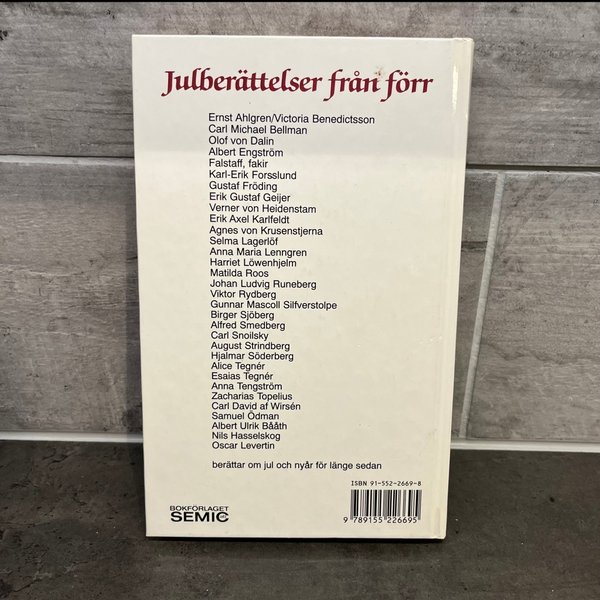 Julberättelser från förr
Ernst Ahlgren/Victoria Benedictsson
Carl Michael Bellman
Olof von Dalin
Albert Engström
Falstaff, fakir
Karl-Erik Forsslund
Gustaf Fröding
Erik Gustaf Geijer
Verner von Heidenstam
Erik Axel Karlfeldt
Agnes von Krusenstjerna
Selma Lagerlöf
Anna Maria Lenngren
Harriet Löwenhjelm
Matilda Roos
Johan Ludvig Runeberg
Viktor Rydberg
Gunnar Mascoll Silfverstolpe
Birger Sjöberg
Alfred Smedberg
Carl Snoilsky
August Strindberg
Hjalmar Söderberg
Alice Tegnér
Esaias Tegnér
Anna Tengström
Zacharias Topelius
Carl David af Wirsén
Samuel Ödman
Albert Ulrik Bååth
Nils Hasselskog
Oscar Levertin
berättar om jul och nyår för länge sedan
ISBN 91-552-2669-8
BOKFÖRLAGET
SEMIC
9 789155 226695